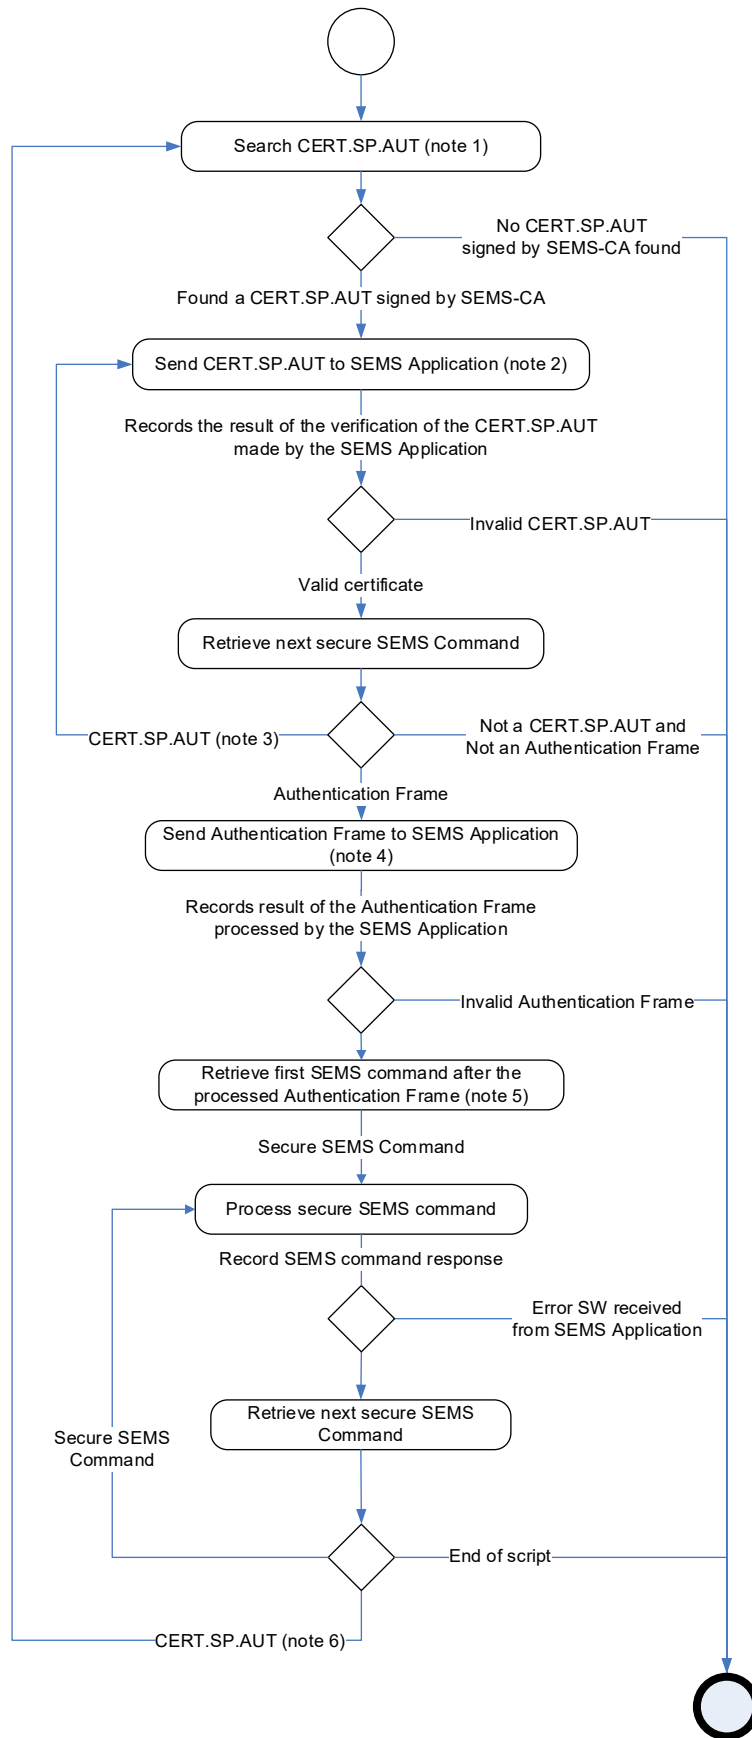 Search CERT.SP.AUT (note 1)
No CERT.SP.AUT
signed by SEMS-CA found
Found a CERT.SP.AUT signed by SEMS-CA
Send CERT.SP.AUT to SEMS Application (note 2)
Records the result of the verification of the CERT.SP.AUT
made by the SEMS Application
Invalid CERT.SP.AUT
Valid certificate
Retrieve next secure SEMS Command
CERT.SP.AUT (note 3)
Not a CERT.SP.AUT and
Not an Authentication Frame
Authentication Frame
Send Authentication Frame to SEMS Application
(note 4)
Records result of the Authentication Frame
processed by the SEMS Application
Invalid Authentication Frame
Retrieve first SEMS command after the
processed Authentication Frame (note 5)
Secure SEMS Command
Process secure SEMS command
Record SEMS command response
Error SW received
from SEMS Application
Retrieve next secure SEMS
Command
Secure SEMS
Command
End of script
CERT.SP.AUT (note 6)